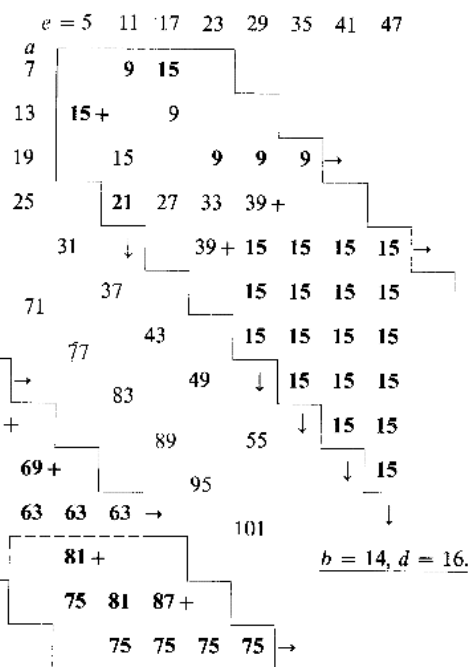 e = 5 11 17 23 29 35 41 47
a
7 9 15
13 15 + 9
19 15 9 9 9 →
25 21 27 33 39 +
31 ↓ 39 + 15 15 15 15 →
71 37 15 15 15 15
77 43 15 15 15 15
83 49 ↓ 15 15 15
→
+ 89 55 ↓ 15 15
69 + 95 ↓ 15
63 63 63 → 101 ↓
81 + b = 14, d = 16.
75 81 87 +
75 75 75 75 →